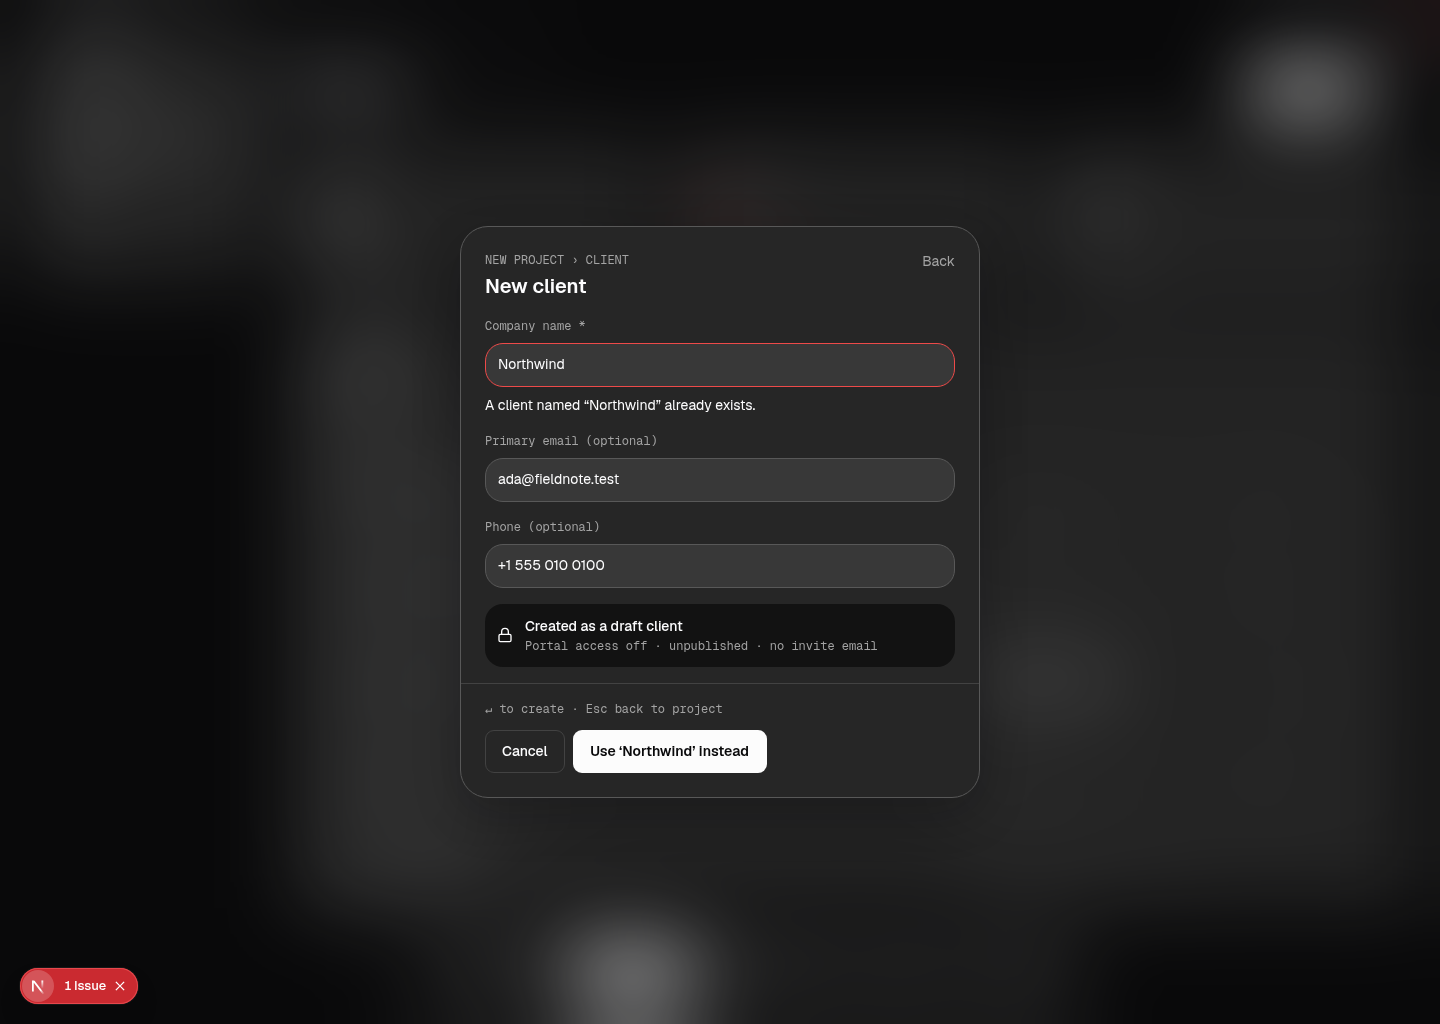 NEW PROJECT › CLIENT
Back
New client
Company name *
Northwind
A client named “Northwind” already exists.
Primary email (optional)
ada@fieldnote.test
Phone (optional)
+1 555 010 0100
Created as a draft client
Portal access off · unpublished · no invite email
↵ to create · Esc back to project
Cancel
Use ‘Northwind’ instead
N
1 Issue